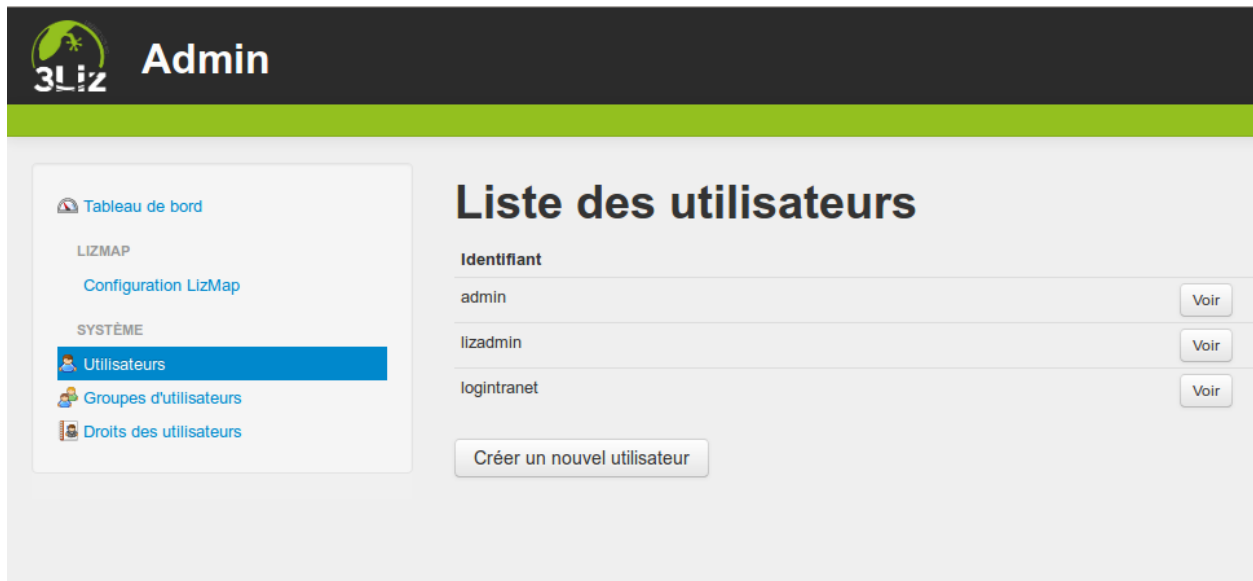 3Liz
Admin
Tableau de bord
LIZMAP
Configuration LizMap
SYSTÈME
Utilisateurs
Groupes d'utilisateurs
Droits des utilisateurs
Liste des utilisateurs
Identifiant
admin Voir
lizadmin Voir
logintranet Voir
Créer un nouvel utilisateur